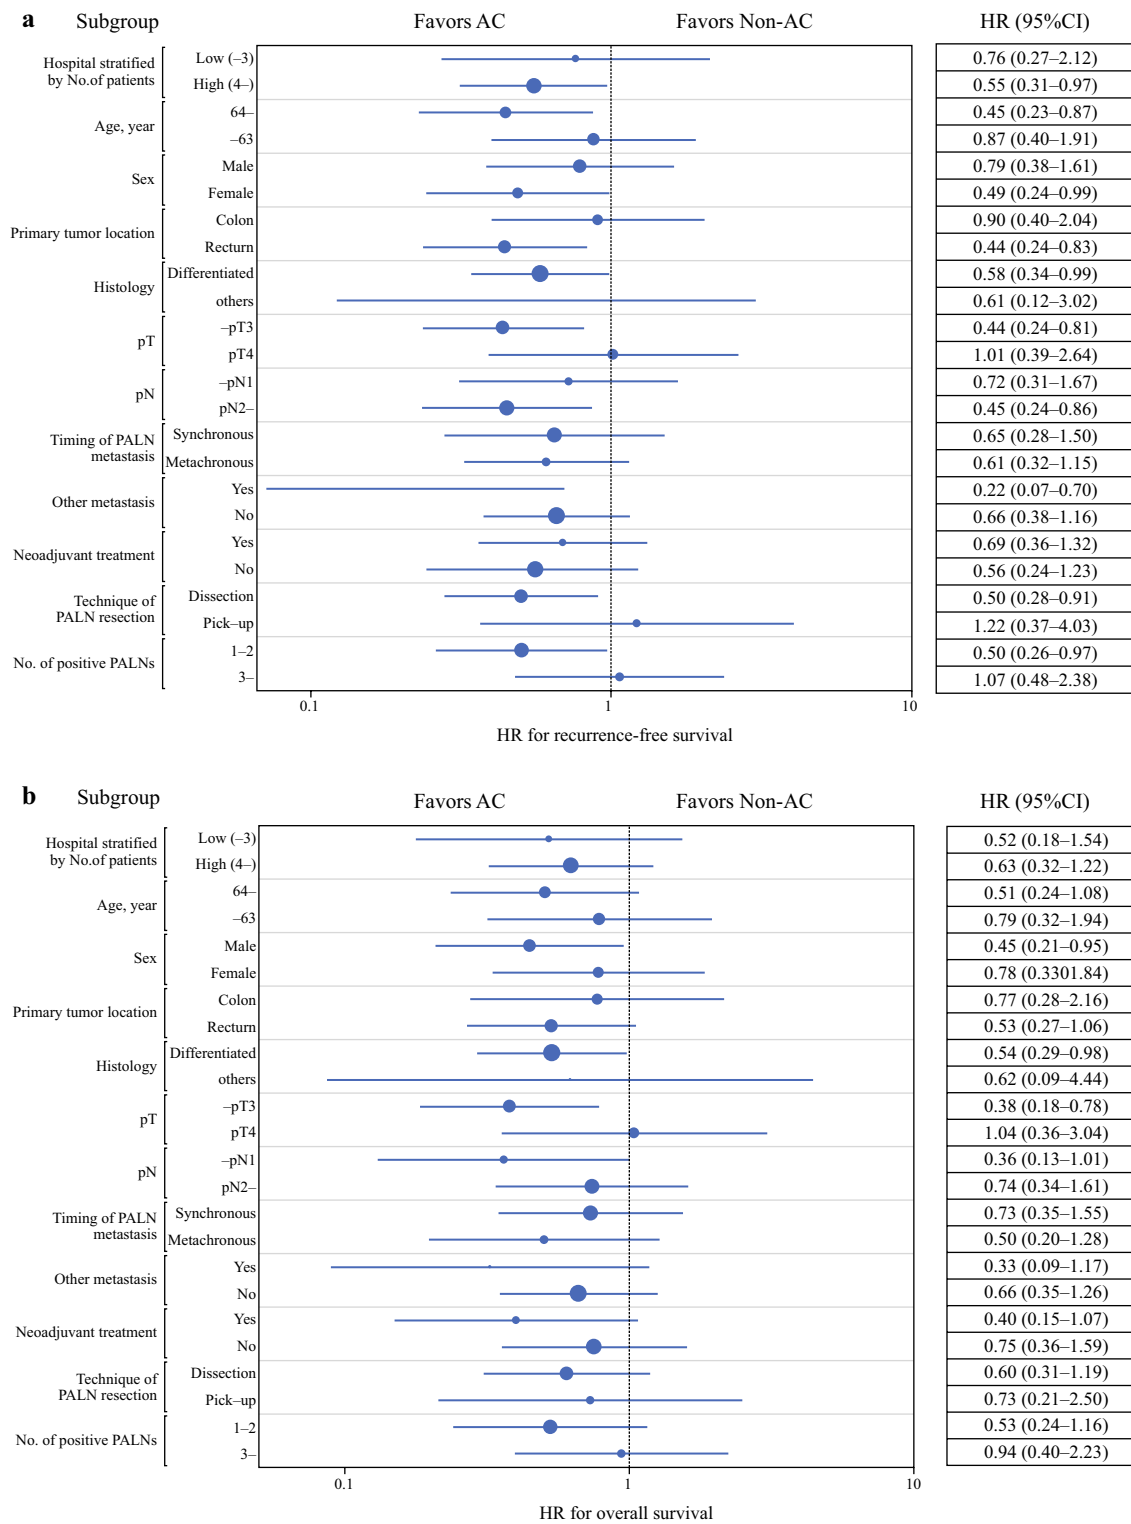 a Subgroup Favors AC Favors Non-AC HR (95%CI)
Hospital stratified
by No.of patients
Low (–3) 0.76 (0.27–2.12)
High (4–) 0.55 (0.31–0.97)
Age, year
64– 0.45 (0.23–0.87)
–63 0.87 (0.40–1.91)
Sex
Male 0.79 (0.38–1.61)
Female 0.49 (0.24–0.99)
Primary tumor location
Colon 0.90 (0.40–2.04)
Recturn 0.44 (0.24–0.83)
Histology
Differentiated 0.58 (0.34–0.99)
others 0.61 (0.12–3.02)
pT
–pT3 0.44 (0.24–0.81)
pT4 1.01 (0.39–2.64)
pN
–pN1 0.72 (0.31–1.67)
pN2– 0.45 (0.24–0.86)
Timing of PALN
metastasis
Synchronous 0.65 (0.28–1.50)
Metachronous 0.61 (0.32–1.15)
Other metastasis
Yes 0.22 (0.07–0.70)
No 0.66 (0.38–1.16)
Neoadjuvant treatment
Yes 0.69 (0.36–1.32)
No 0.56 (0.24–1.23)
Technique of
PALN resection
Dissection 0.50 (0.28–0.91)
Pick–up 1.22 (0.37–4.03)
No. of positive PALNs
1–2 0.50 (0.26–0.97)
3– 1.07 (0.48–2.38)
0.1 1 10
HR for recurrence-free survival
b Subgroup Favors AC Favors Non-AC HR (95%CI)
Hospital stratified
by No.of patients
Low (–3) 0.52 (0.18–1.54)
High (4–) 0.63 (0.32–1.22)
Age, year
64– 0.51 (0.24–1.08)
–63 0.79 (0.32–1.94)
Sex
Male 0.45 (0.21–0.95)
Female 0.78 (0.3301.84)
Primary tumor location
Colon 0.77 (0.28–2.16)
Recturn 0.53 (0.27–1.06)
Histology
Differentiated 0.54 (0.29–0.98)
others 0.62 (0.09–4.44)
pT
–pT3 0.38 (0.18–0.78)
pT4 1.04 (0.36–3.04)
pN
–pN1 0.36 (0.13–1.01)
pN2– 0.74 (0.34–1.61)
Timing of PALN
metastasis
Synchronous 0.73 (0.35–1.55)
Metachronous 0.50 (0.20–1.28)
Other metastasis
Yes 0.33 (0.09–1.17)
No 0.66 (0.35–1.26)
Neoadjuvant treatment
Yes 0.40 (0.15–1.07)
No 0.75 (0.36–1.59)
Technique of
PALN resection
Dissection 0.60 (0.31–1.19)
Pick–up 0.73 (0.21–2.50)
No. of positive PALNs
1–2 0.53 (0.24–1.16)
3– 0.94 (0.40–2.23)
0.1 1 10
HR for overall survival